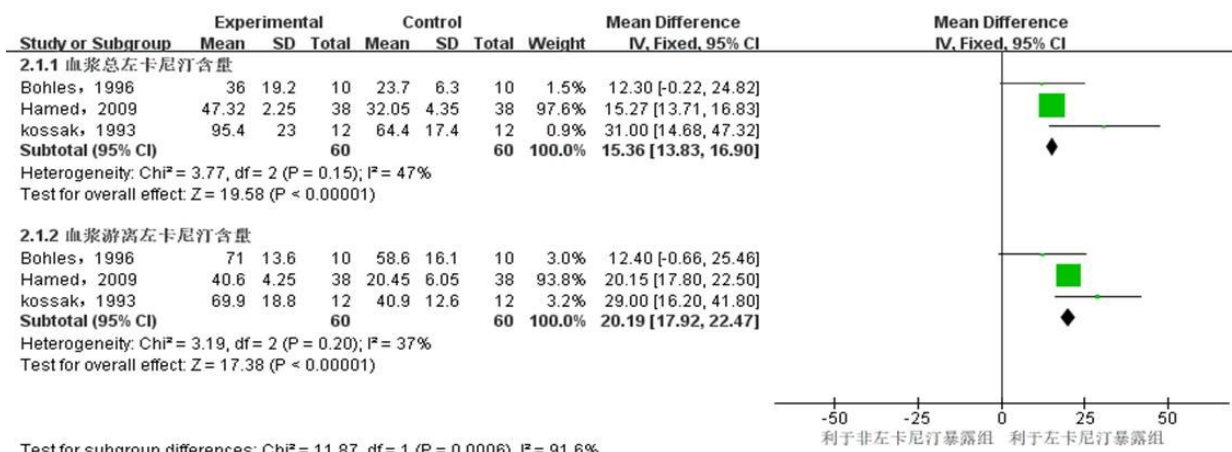 Experimental Control Mean Difference Mean Difference
Study or Subgroup Mean SD Total Mean SD Total Weight IV, Fixed, 95% CI IV, Fixed, 95% CI
2.1.1 血浆总左卡尼汀含量
Bohles, 1996 36 19.2 10 23.7 6.3 10 1.5% 12.30 [-0.22, 24.82]
Hamed, 2009 47.32 2.25 38 32.05 4.35 38 97.6% 15.27 [13.71, 16.83]
kossak, 1993 95.4 23 12 64.4 17.4 12 0.9% 31.00 [14.68, 47.32]
Subtotal (95% CI) 60 60 100.0% 15.36 [13.83, 16.90]
Heterogeneity: Chi² = 3.77, df = 2 (P = 0.15); I² = 47%
Test for overall effect: Z = 19.58 (P < 0.00001)
2.1.2 血浆游离左卡尼汀含量
Bohles, 1996 71 13.6 10 58.6 16.1 10 3.0% 12.40 [-0.66, 25.46]
Hamed, 2009 40.6 4.25 38 20.45 6.05 38 93.8% 20.15 [17.80, 22.50]
kossak, 1993 69.9 18.8 12 40.9 12.6 12 3.2% 29.00 [16.20, 41.80]
Subtotal (95% CI) 60 60 100.0% 20.19 [17.92, 22.47]
Heterogeneity: Chi² = 3.19, df = 2 (P = 0.20); I² = 37%
Test for overall effect: Z = 17.38 (P < 0.00001)
-50 -25 0 25 50
利于非左卡尼汀暴露组 利于左卡尼汀暴露组
Test for subgroup differences: Chi² = 11.87, df = 1 (P = 0.0006), I² = 91.6%